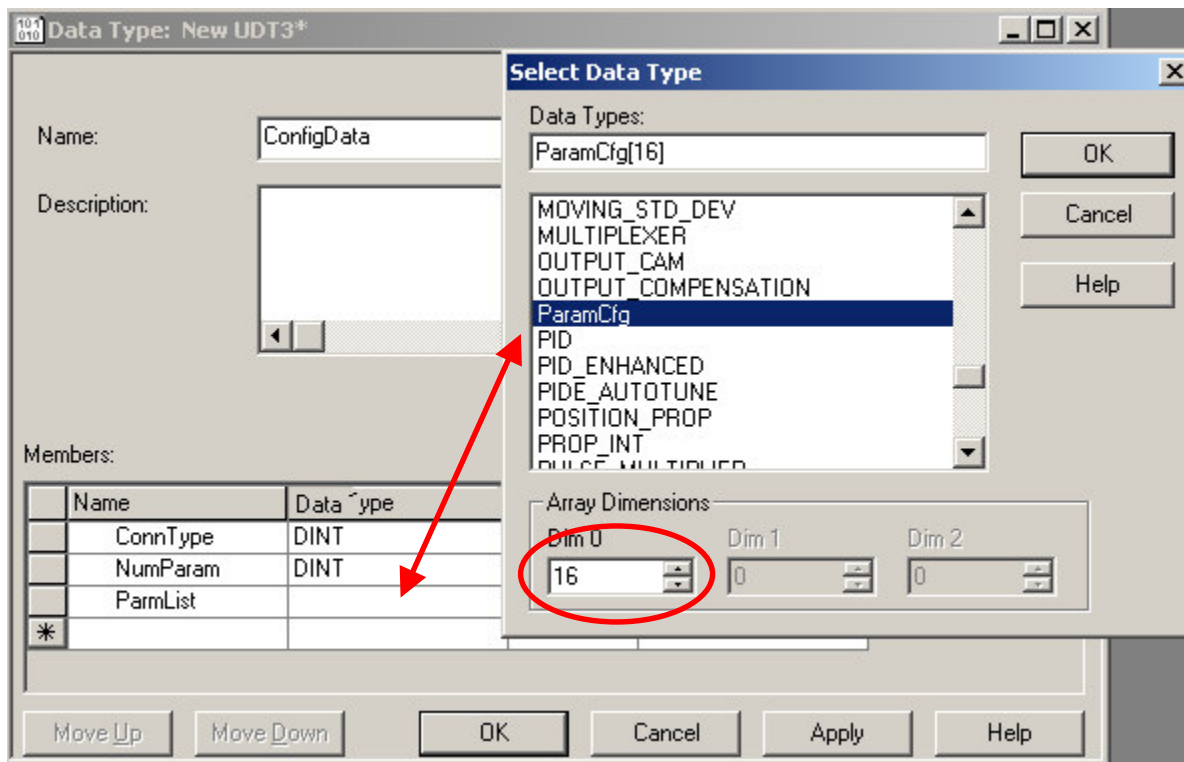 Data Type: New UDT3*
Name:
ConfigData
Description:
Members:
Name Data Type
ConnType DINT
NumParam DINT
ParmList
*
Move Up Move Down OK Cancel Apply Help
Select Data Type
Data Types:
ParamCfg[16]
OK
Cancel
Help
MOVING_STD_DEV
MULTIPLEXER
OUTPUT_CAM
OUTPUT_COMPENSATION
ParamCfg
PID
PID_ENHANCED
PIDE_AUTOTUNE
POSITION_PROP
PROP_INT
PULSE_MULTIPLIER
Array Dimensions
Dim 0 Dim 1 Dim 2
16 0 0